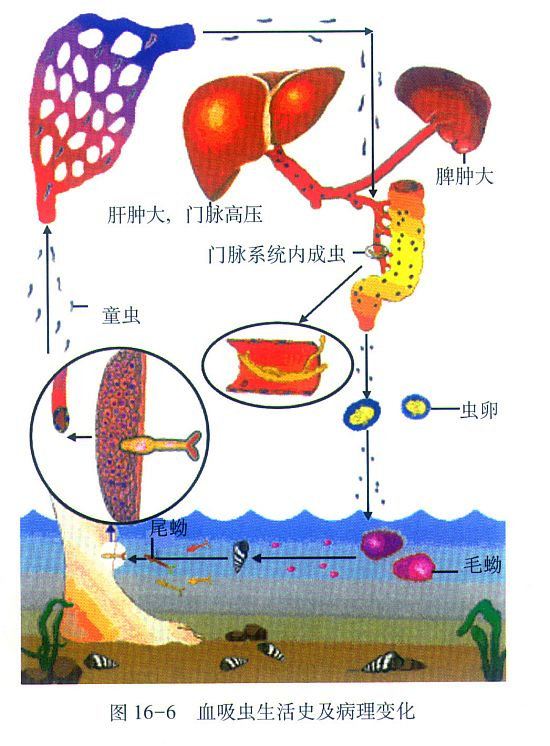 脾肿大
肝肿大，门脉高压
门脉系统内成虫
童虫
虫卵
尾蚴
毛蚴
图 16-6 血吸虫生活史及病理变化